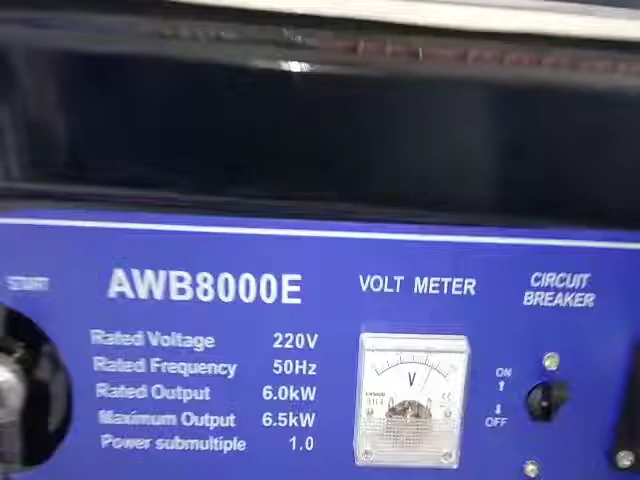 START
AWB8000E
VOLT METER
CIRCUIT
BREAKER
Rated Voltage 220V
Rated Frequency 50Hz
Rated Output 6.0kW
Maximum Output 6.5kW
Power submultiple 1.0
V
ON
OFF